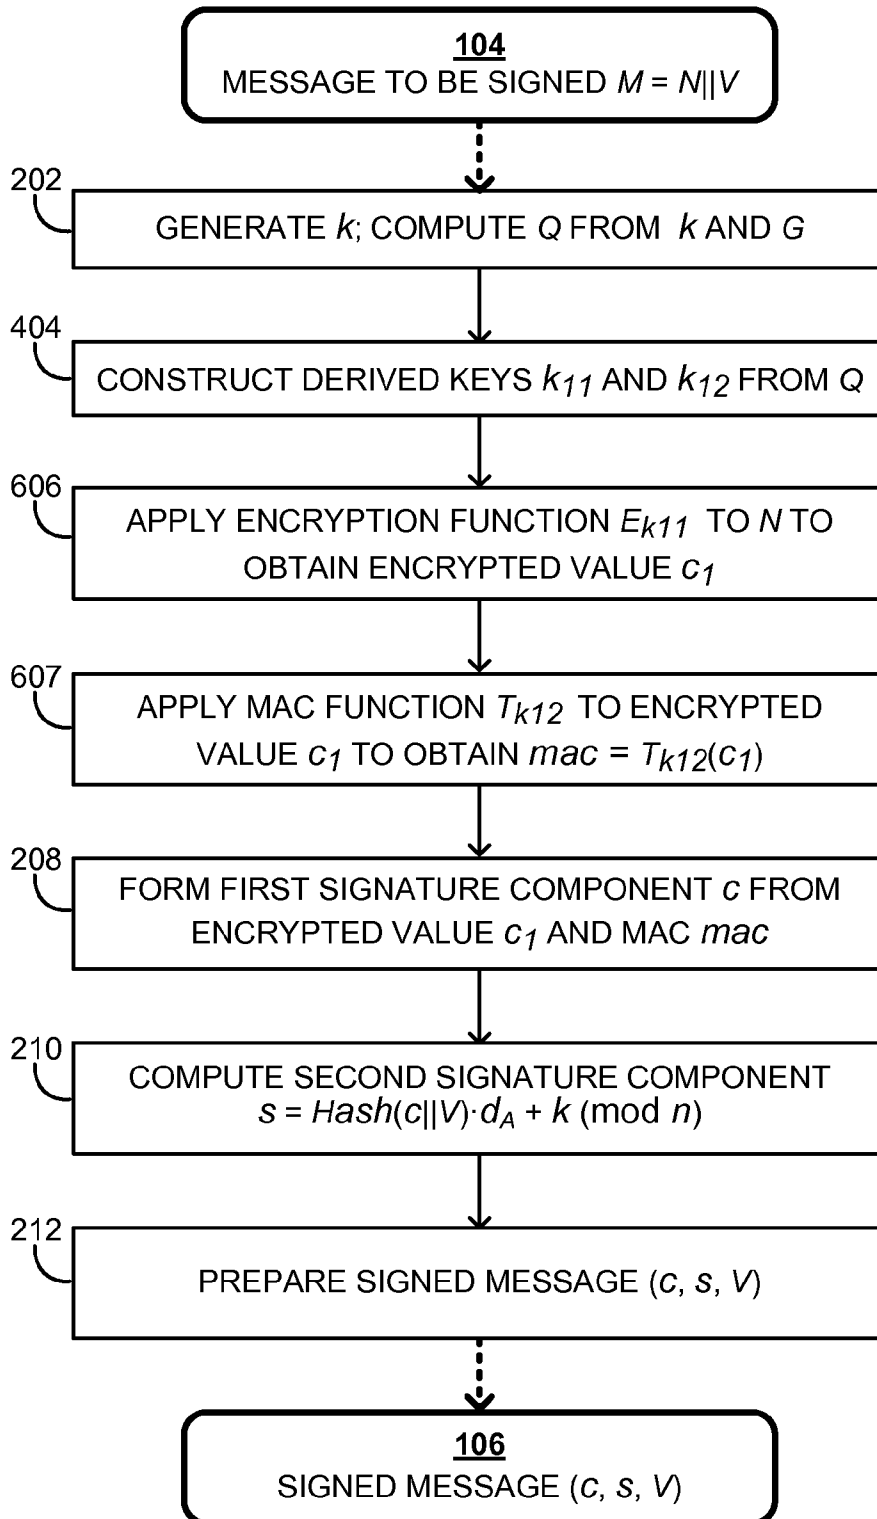 104
MESSAGE TO BE SIGNED M = N||V
202
GENERATE k; COMPUTE Q FROM k AND G
404
CONSTRUCT DERIVED KEYS k11 AND k12 FROM Q
606
APPLY ENCRYPTION FUNCTION Ek11 TO N TO
OBTAIN ENCRYPTED VALUE c1
607
APPLY MAC FUNCTION Tk12 TO ENCRYPTED
VALUE c1 TO OBTAIN mac = Tk12(c1)
208
FORM FIRST SIGNATURE COMPONENT c FROM
ENCRYPTED VALUE c1 AND MAC mac
210
COMPUTE SECOND SIGNATURE COMPONENT
s = Hash(c||V)·dA + k (mod n)
212
PREPARE SIGNED MESSAGE (c, s, V)
106
SIGNED MESSAGE (c, s, V)